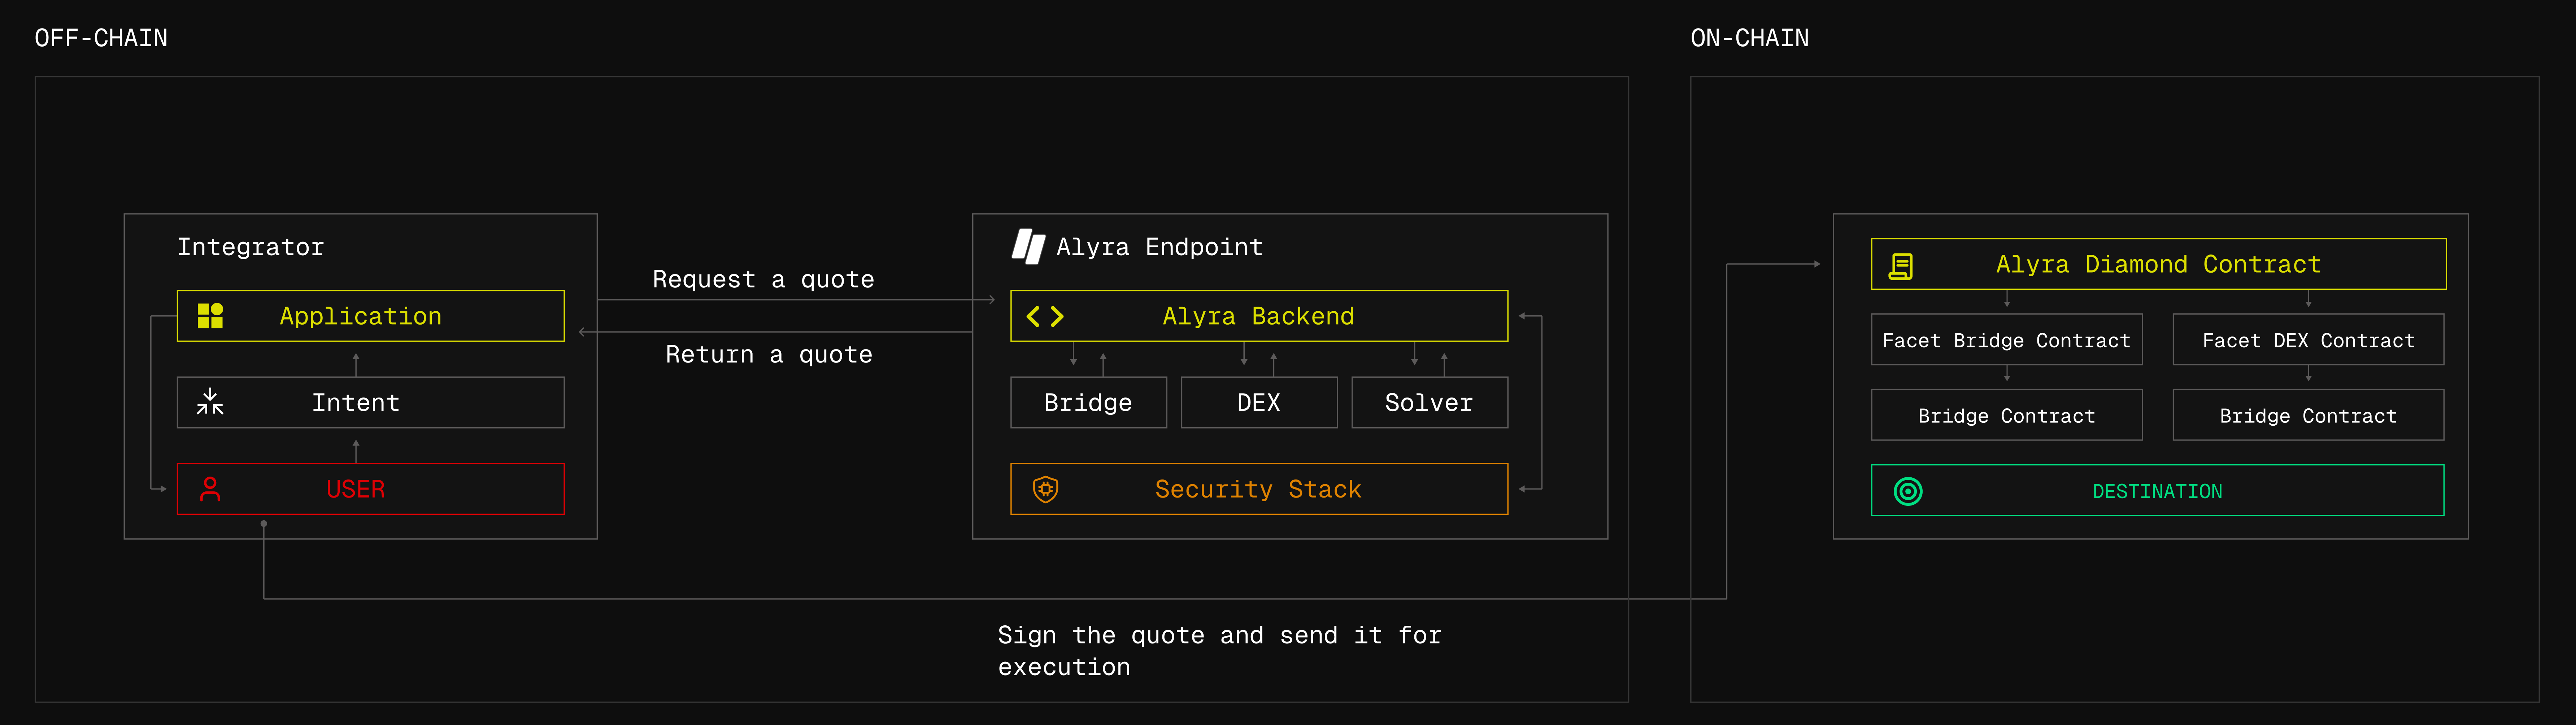 OFF-CHAIN
ON-CHAIN
Integrator
Application
Intent
USER
Request a quote
Return a quote
Alyra Endpoint
Alyra Backend
Bridge
DEX
Solver
Security Stack
Sign the quote and send it for
execution
Alyra Diamond Contract
Facet Bridge Contract
Facet DEX Contract
Bridge Contract
Bridge Contract
DESTINATION